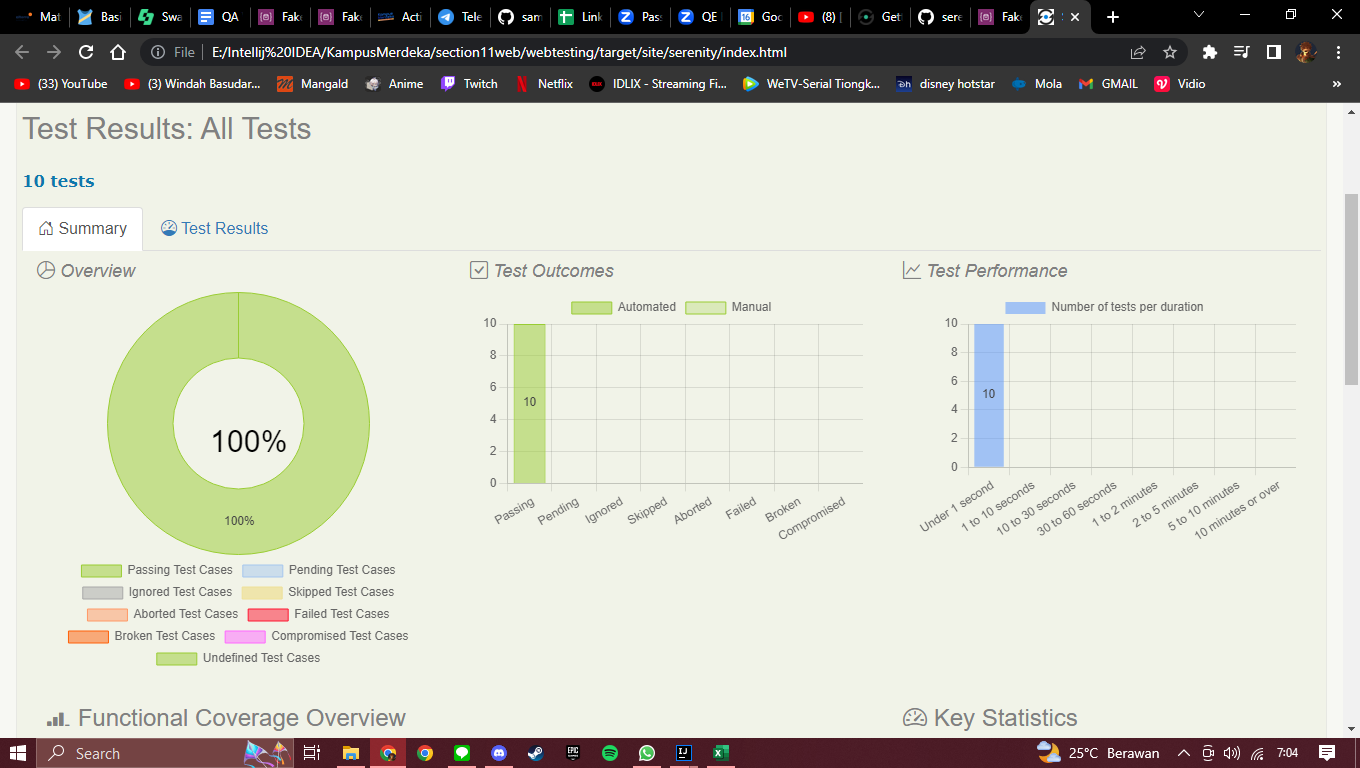 Mat Basi Swa QA Fake Fake Acti Tele sam Link Pas QE Goo (8) Get sere Fake
File E:/Intellij%20IDEA/KampusMerdeka/section11web/webtesting/target/site/serenity/index.html
(33) YouTube (3) Windah Basudar... Mangald Anime Twitch Netflix IDLIX - Streaming Fi... WeTV-Serial Tiongk... disney hotstar Mola GMAIL Vidio »
Test Results: All Tests
10 tests
Summary Test Results
Overview Test Outcomes Test Performance
Automated Manual Number of tests per duration
100%
100%
10
8
6
4
2
0
10
Passing Pending Ignored Skipped Aborted Failed Broken Compromised
10
8
6
4
2
0
10
Under 1 second 1 to 10 seconds 10 to 30 seconds 30 to 60 seconds 1 to 2 minutes 2 to 5 minutes 5 to 10 minutes 10 minutes or over
Passing Test Cases Pending Test Cases
Ignored Test Cases Skipped Test Cases
Aborted Test Cases Failed Test Cases
Broken Test Cases Compromised Test Cases
Undefined Test Cases
Functional Coverage Overview Key Statistics
Search 25°C Berawan 7:04